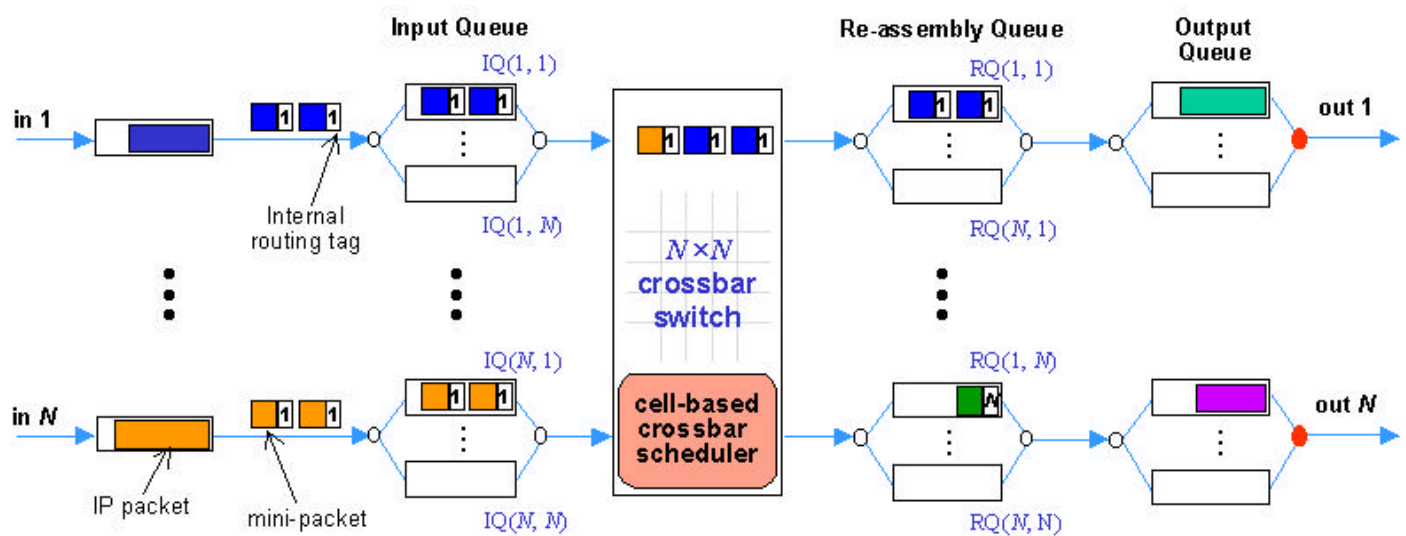 Input Queue
Re-assembly Queue
Output
Queue
IQ(1, 1)
RQ(1, 1)
in 1
1 1
1 1
1 1 1
1 1
out 1
Internal
routing tag
IQ(1, N)
RQ(N, 1)
N×N
crossbar
switch
IQ(N, 1)
RQ(1, N)
in N
1 1
1 1
cell-based
crossbar
scheduler
N
out N
IP packet
mini-packet
IQ(N, N)
RQ(N, N)